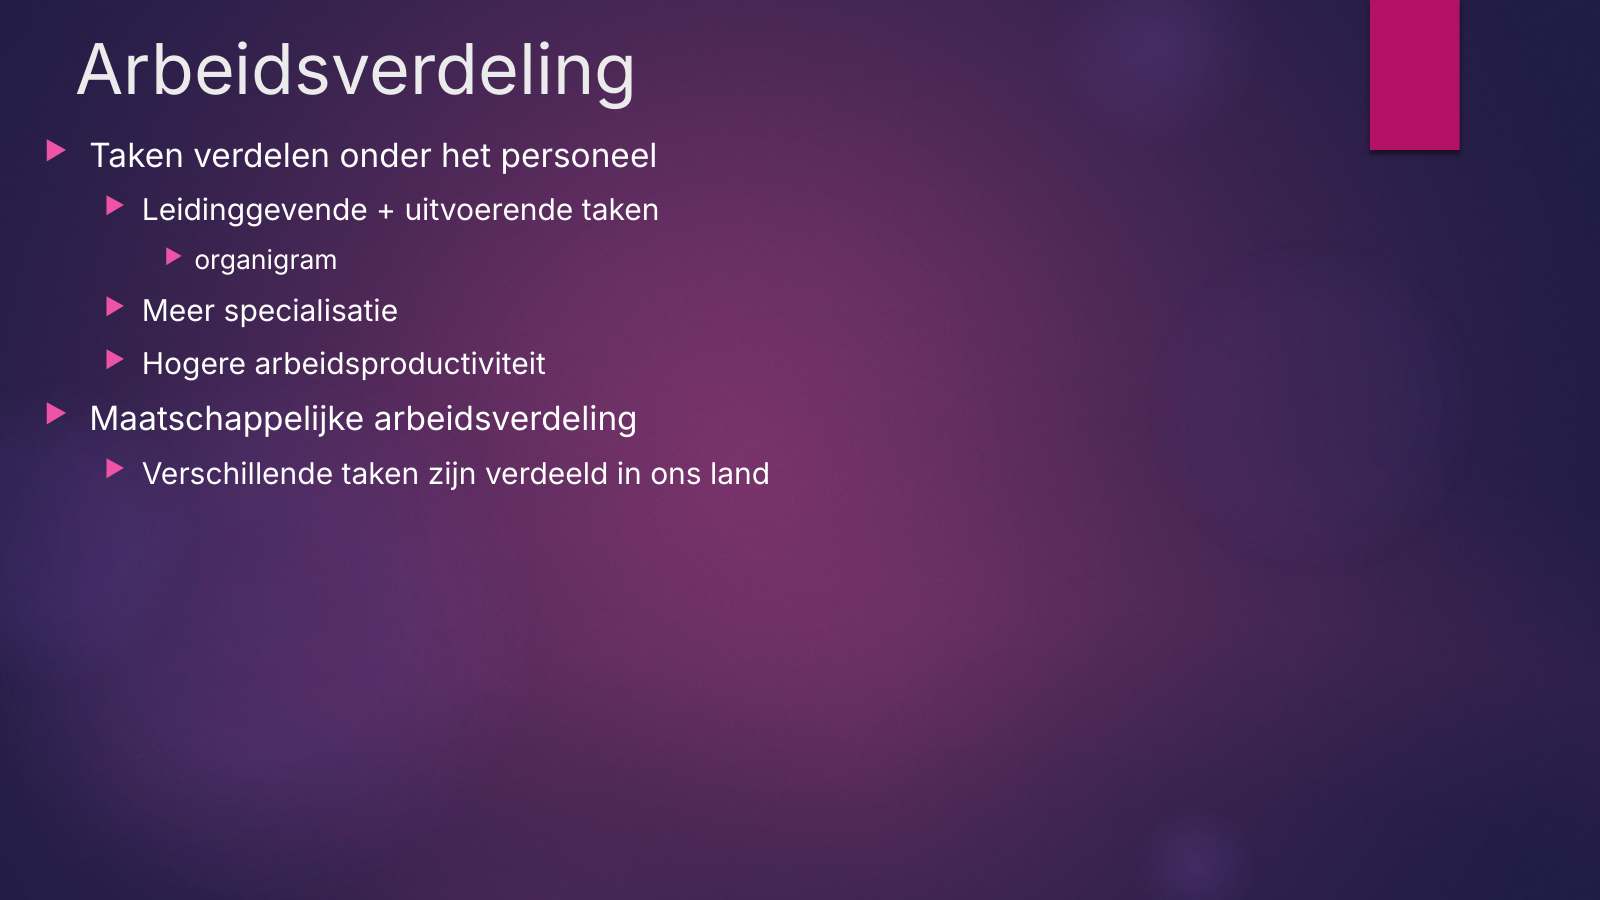 Arbeidsverdeling
Taken verdelen onder het personeel
Leidinggevende + uitvoerende taken
organigram
Meer specialisatie
Hogere arbeidsproductiviteit
Maatschappelijke arbeidsverdeling
Verschillende taken zijn verdeeld in ons land